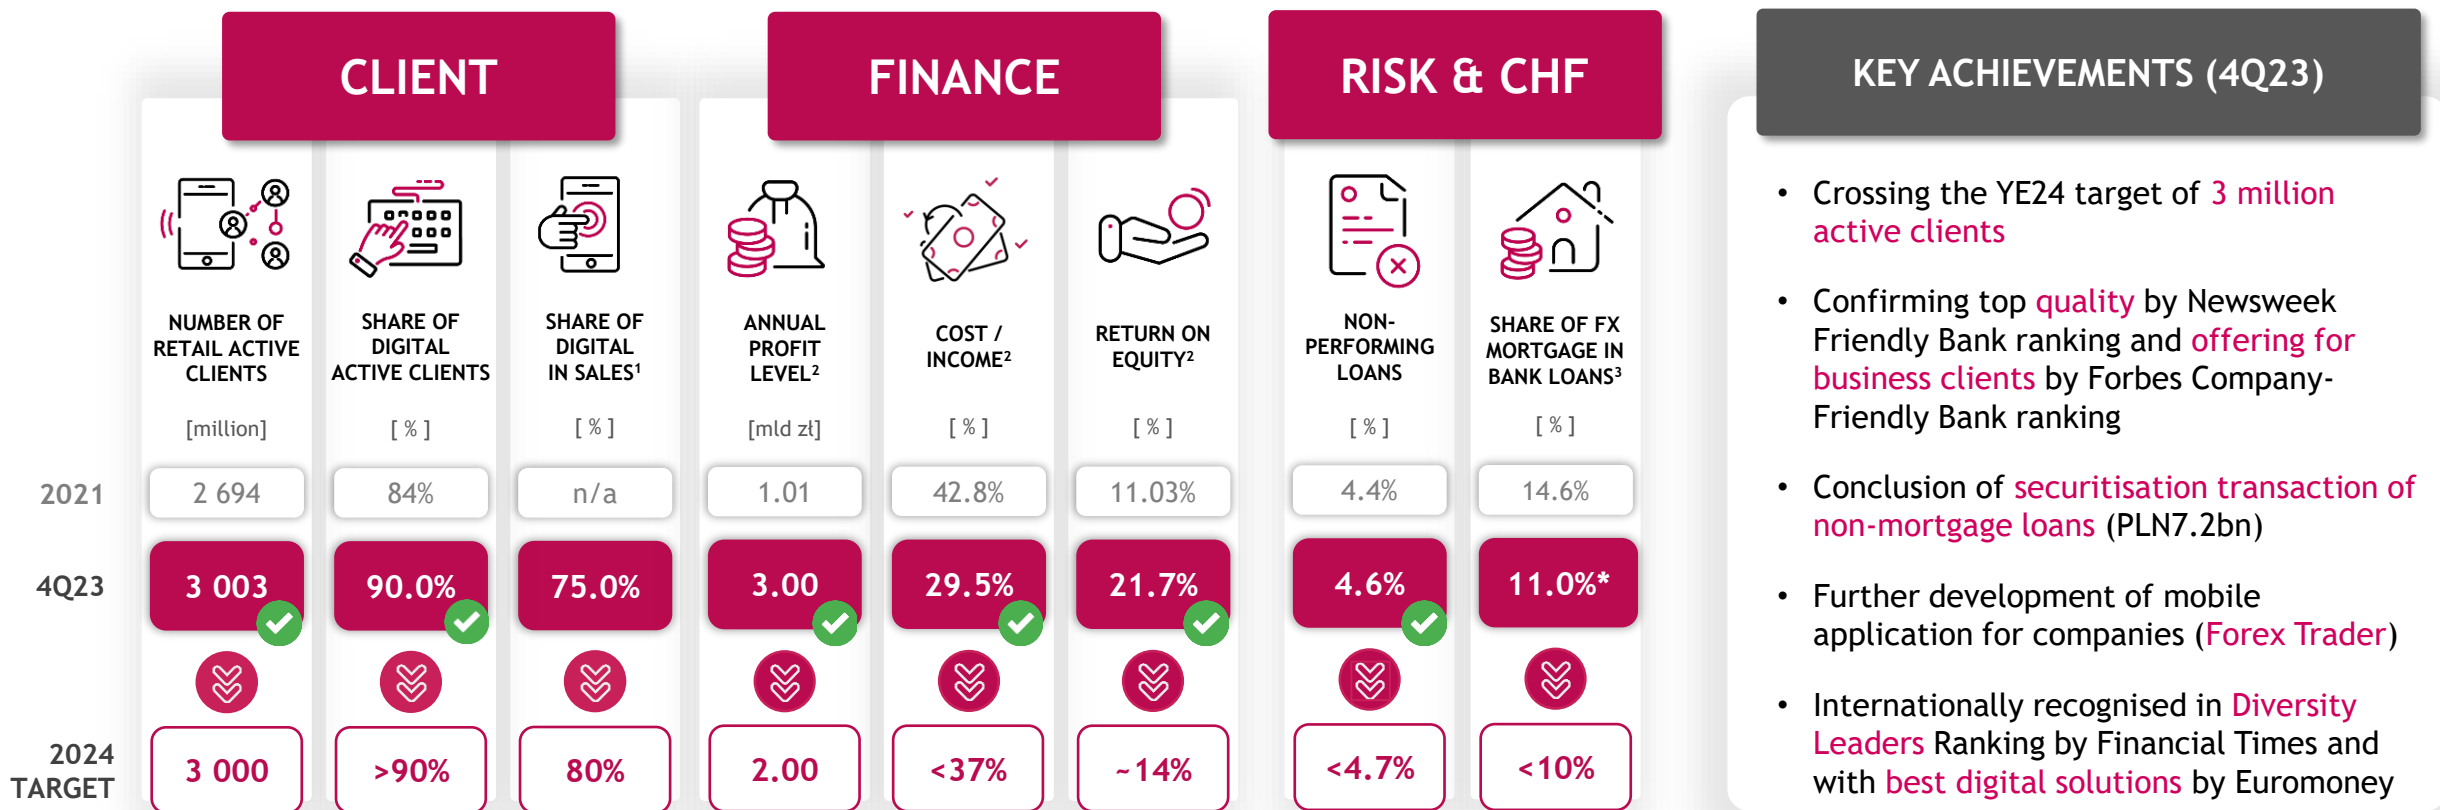 CLIENT
FINANCE
RISK & CHF
KEY ACHIEVEMENTS (4Q23)
NUMBER OF
RETAIL ACTIVE
CLIENTS
[million]
SHARE OF
DIGITAL
ACTIVE CLIENTS
[ % ]
SHARE OF
DIGITAL
IN SALES¹
[ % ]
ANNUAL
PROFIT
LEVEL²
[mld zł]
COST /
INCOME²
[ % ]
RETURN ON
EQUITY²
[ % ]
NON-
PERFORMING
LOANS
[ % ]
SHARE OF FX
MORTGAGE IN
BANK LOANS³
[ % ]
2021 2 694 84% n/a 1.01 42.8% 11.03% 4.4% 14.6%
4Q23 3 003 90.0% 75.0% 3.00 29.5% 21.7% 4.6% 11.0%*
2024
TARGET
3 000 >90% 80% 2.00 <37% ~14% <4.7% <10%
• Crossing the YE24 target of 3 million
active clients
• Confirming top quality by Newsweek
Friendly Bank ranking and offering for
business clients by Forbes Company-
Friendly Bank ranking
• Conclusion of securitisation transaction of
non-mortgage loans (PLN7.2bn)
• Further development of mobile
application for companies (Forex Trader)
• Internationally recognised in Diversity
Leaders Ranking by Financial Times and
with best digital solutions by Euromoney